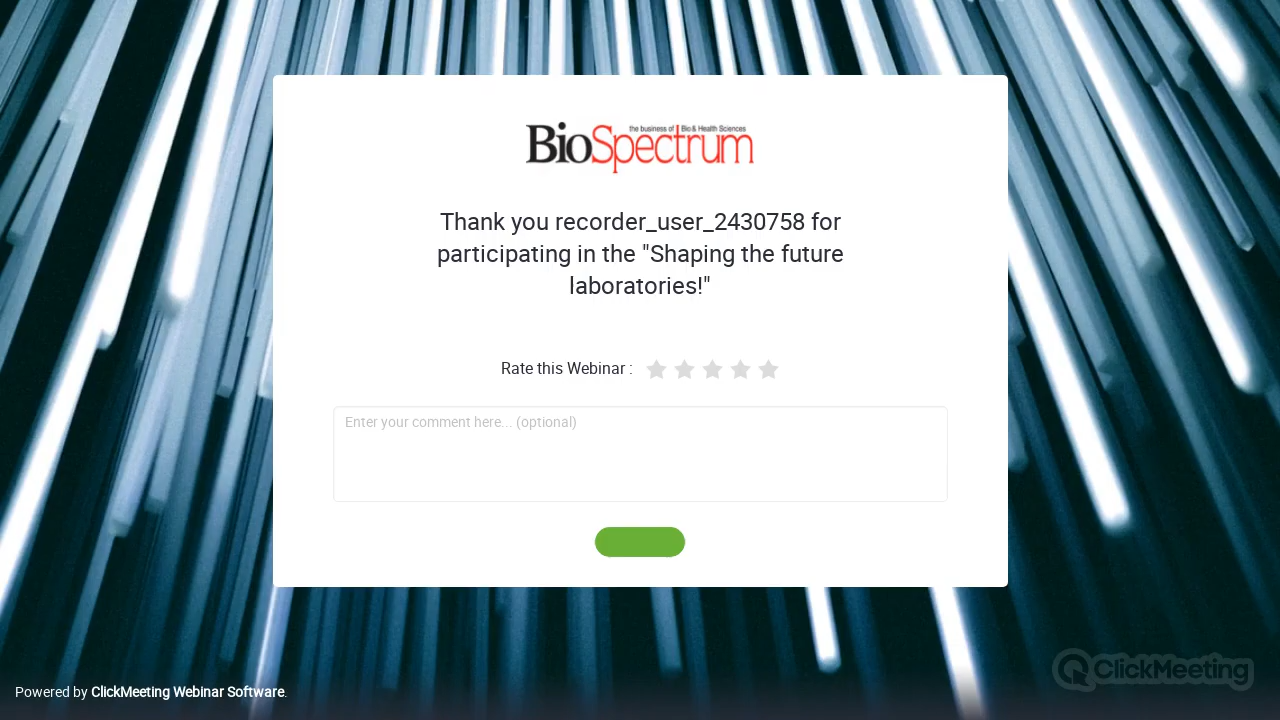 the business of Bio & Health Sciences
BioSpectrum
Thank you recorder_user_2430758 for
participating in the "Shaping the future
laboratories!"
Rate this Webinar :
Enter your comment here... (optional)
ClickMeeting
Powered by ClickMeeting Webinar Software.